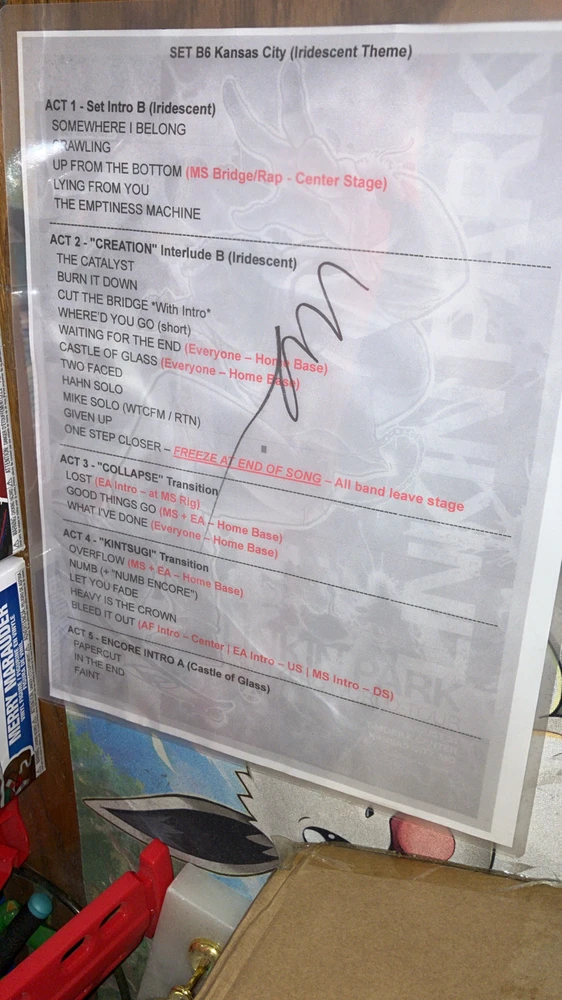 SET B6 Kansas City (Iridescent Theme)
ACT 1 - Set Intro B (Iridescent)
SOMEWHERE I BELONG
CRAWLING
UP FROM THE BOTTOM (MS Bridge/Rap - Center Stage)
LYING FROM YOU
THE EMPTINESS MACHINE
ACT 2 - "CREATION" Interlude B (Iridescent)
THE CATALYST
BURN IT DOWN
CUT THE BRIDGE *With Intro*
WHERE'D YOU GO (short)
WAITING FOR THE END (Everyone – Home Base)
CASTLE OF GLASS (Everyone – Home Base)
TWO FACED
HAHN SOLO
MIKE SOLO (WTCFM / RTN)
GIVEN UP
ONE STEP CLOSER – FREEZE AT END OF SONG – All band leave stage
ACT 3 - "COLLAPSE" Transition
LOST (EA Intro – at MS Rig)
GOOD THINGS GO (MS + EA – Home Base)
WHAT I'VE DONE (Everyone – Home Base)
ACT 4 - "KINTSUGI" Transition
OVERFLOW (MS + EA – Home Base)
NUMB (+ "NUMB ENCORE")
LET YOU FADE
HEAVY IS THE CROWN
BLEED IT OUT (AF Intro – Center | EA Intro – US | MS Intro – DS)
ACT 5 - ENCORE INTRO A (Castle of Glass)
PAPERCUT
IN THE END
FAINT
LINKIN PARK
MERRY MARAUDER